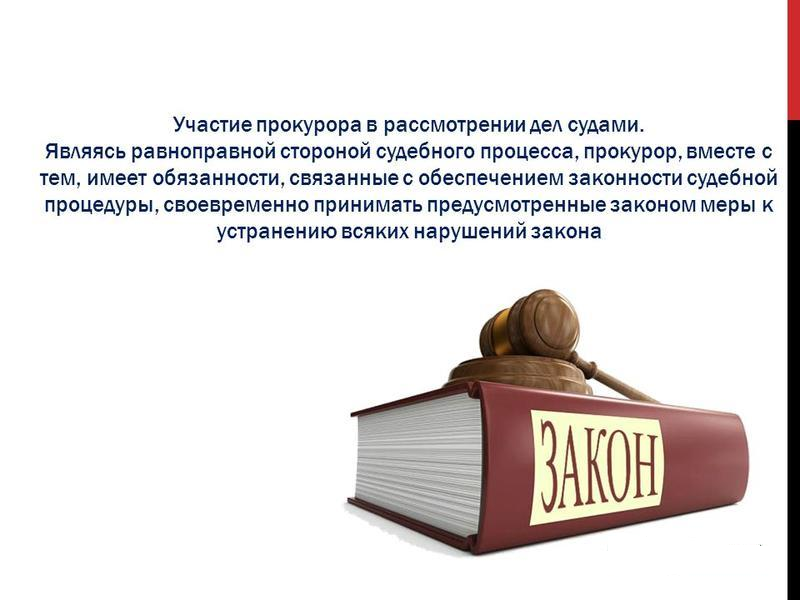 Участие прокурора в рассмотрении дел судами.
Являясь равноправной стороной судебного процесса, прокурор, вместе с
тем, имеет обязанности, связанные с обеспечением законности судебной
процедуры, своевременно принимать предусмотренные законом меры к
устранению всяких нарушений закона
ЗАКОН